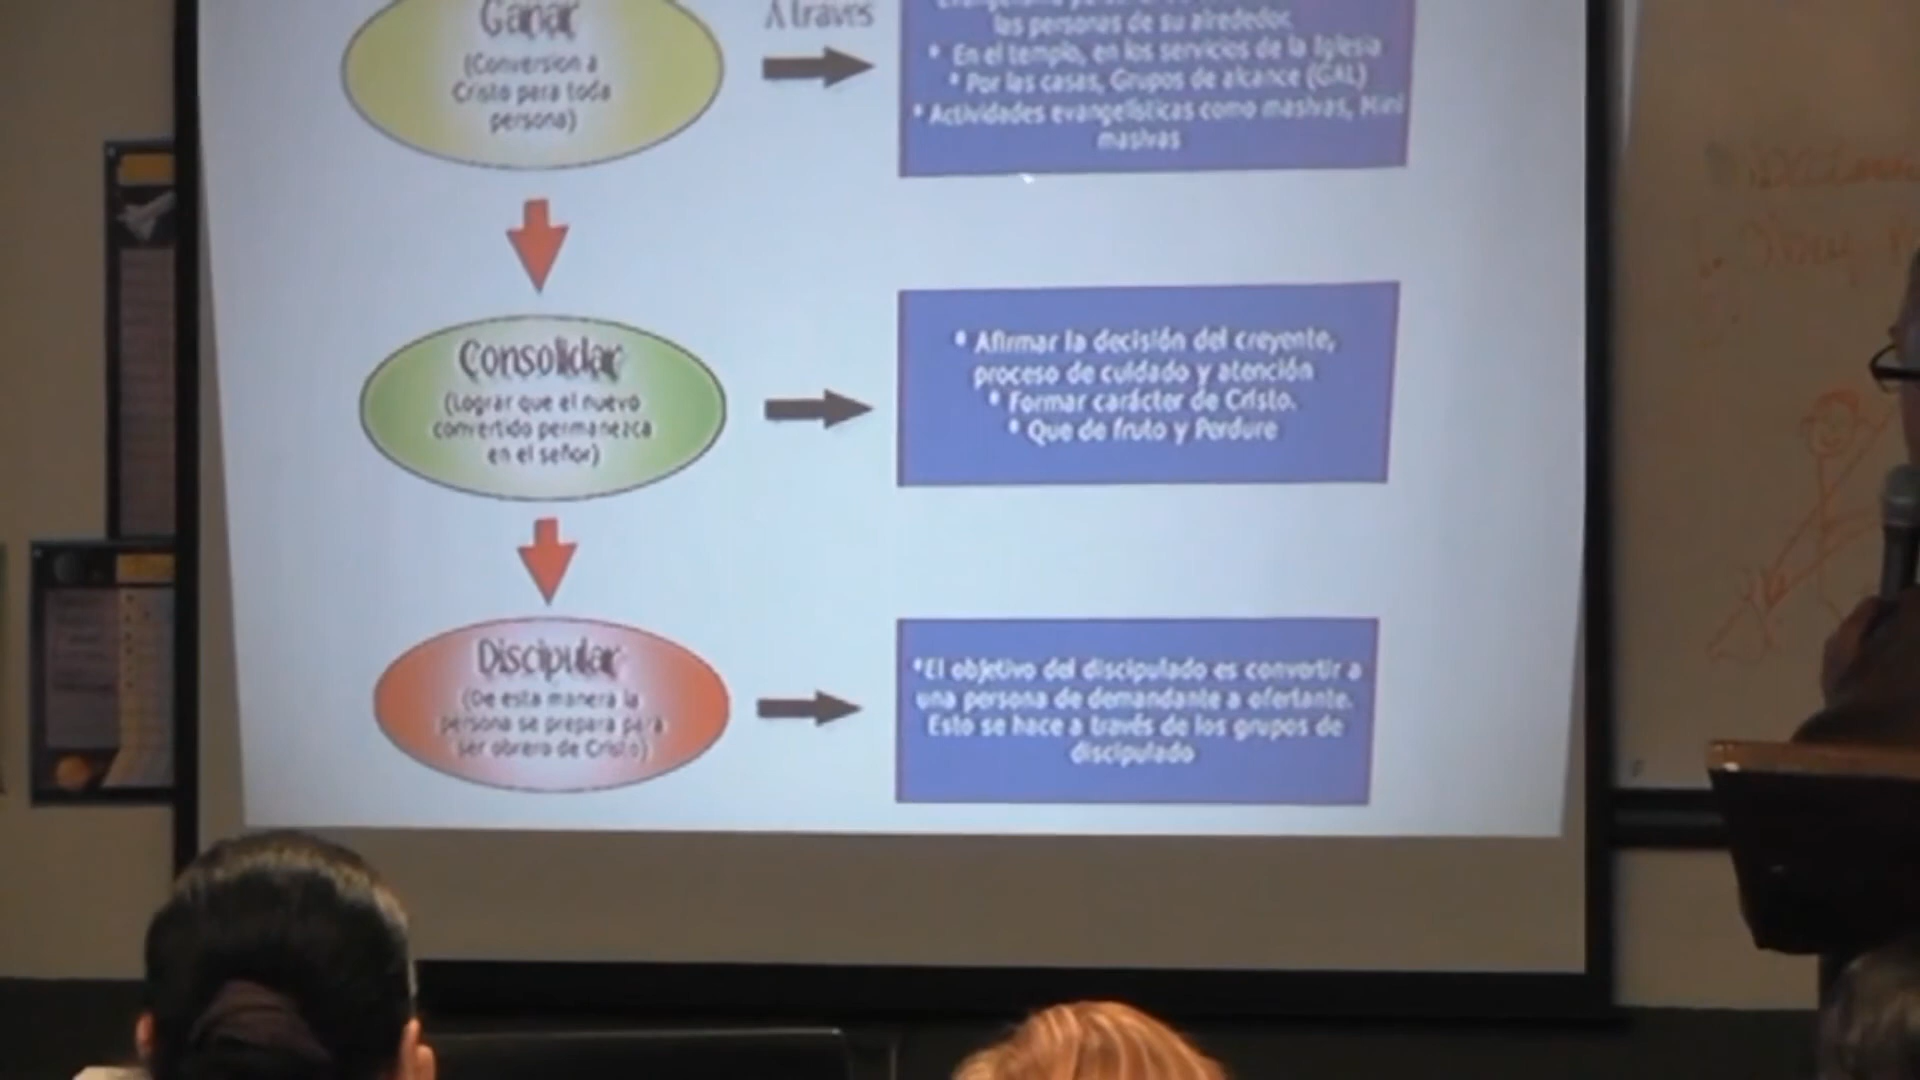 Ganar
(Conversion a
Cristo para toda
persona)
A traves
las personas de su alrededor.
* En el templo, en los servicios de la Iglesia
* Por las casas, Grupos de alcance (GAL)
* Actividades evangelísticas como masivas, Mini
masivas
Consolidar
(Lograr que el nuevo
convertido permanezca
en el señor)
* Afirmar la decisión del creyente,
proceso de cuidado y atención
* Formar carácter de Cristo.
* Que de fruto y Perdure
Discipular
(De esta manera la
persona se prepara para
ser obrero de Cristo)
*El objetivo del discipulado es convertir a
una persona de demandante a ofertante.
Esto se hace a través de los grupos de
discipulado